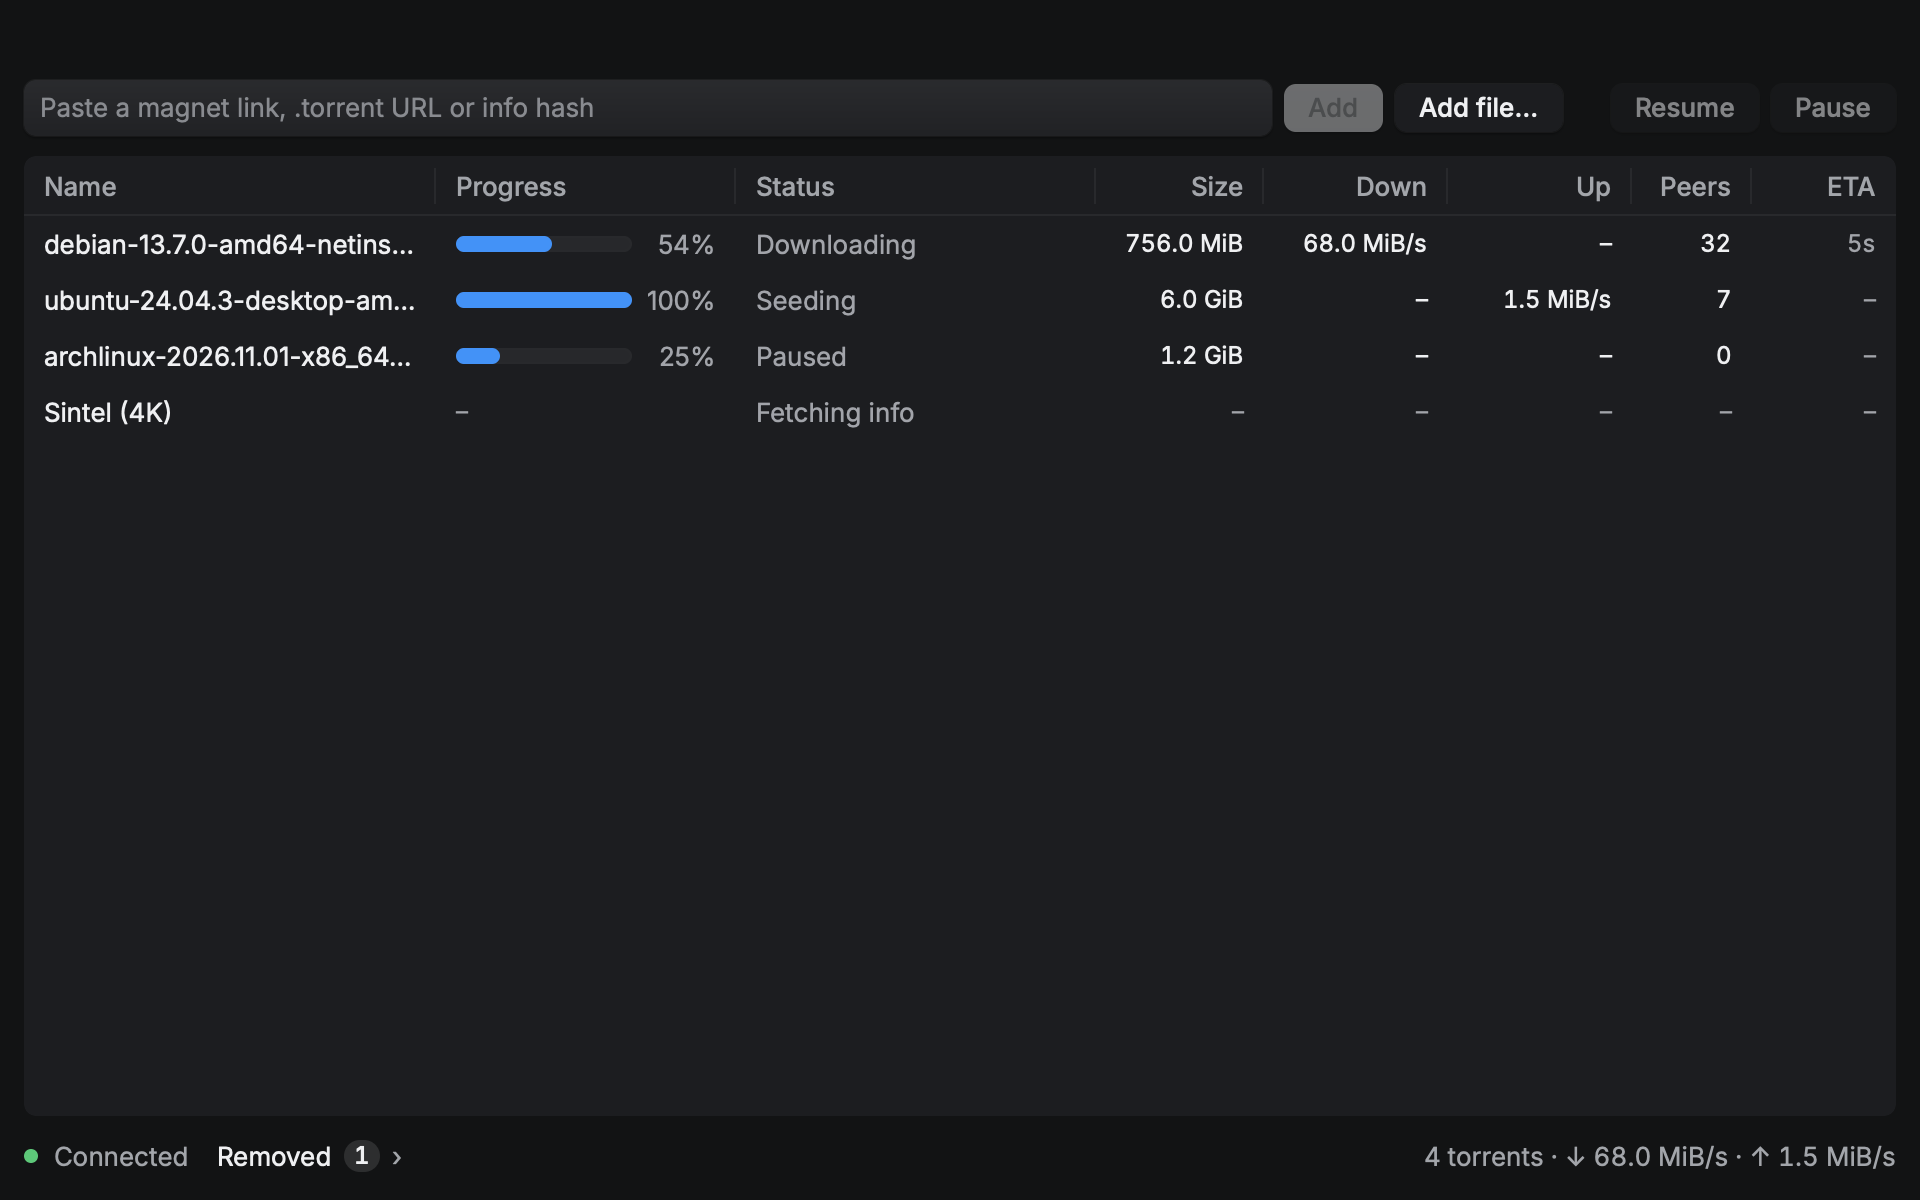 Paste a magnet link, .torrent URL or info hash Add Add file... Resume Pause
Name Progress Status Size Down Up Peers ETA
debian-13.7.0-amd64-netins... 54% Downloading 756.0 MiB 68.0 MiB/s – 32 5s
ubuntu-24.04.3-desktop-am... 100% Seeding 6.0 GiB – 1.5 MiB/s 7 –
archlinux-2026.11.01-x86_64... 25% Paused 1.2 GiB – – 0 –
Sintel (4K) – Fetching info – – – – –
Connected Removed 1 › 4 torrents · ↓ 68.0 MiB/s · ↑ 1.5 MiB/s